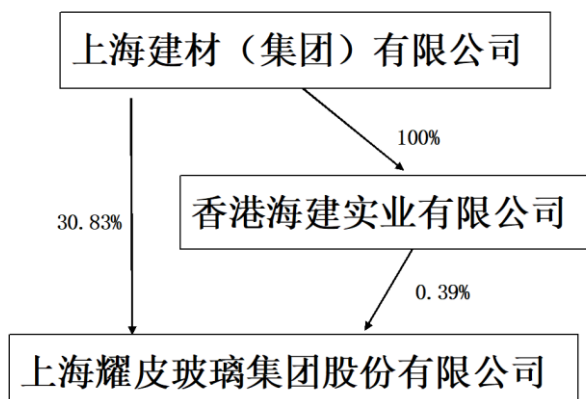 上海建材（集团）有限公司
100%
香港海建实业有限公司
30.83%
0.39%
上海耀皮玻璃集团股份有限公司